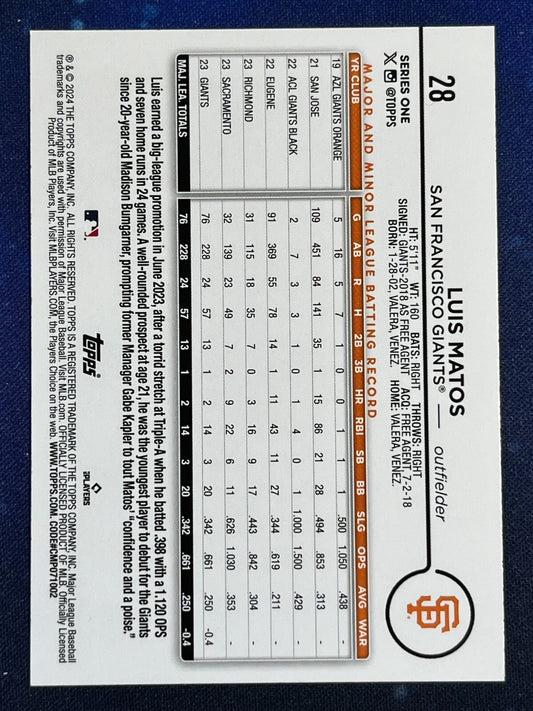 28
LUIS MATOS
SAN FRANCISCO GIANTS® — outfielder
SF
SERIES ONE
X @TOPPS
HT: 5'11" WT: 160 BATS: RIGHT THROWS: RIGHT
SIGNED: GIANTS-2018 AS FREE AGENT ACQ: FREE AGENT, 7-2-18
BORN: 1-28-02, VALERA, VENEZ. HOME: VALERA, VENEZ.
MAJOR AND MINOR LEAGUE BATTING RECORD
YR CLUB G AB R H 2B 3B HR RBI SB BB SLG OPS AVG WAR
19 AZL GIANTS ORANGE 5 16 5 7 1 0 0 1 1 1 .500 1.050 .438 -
21 SAN JOSE 109 451 84 141 35 1 15 86 21 28 .494 .853 .313 -
22 ACL GIANTS BLACK 2 7 3 3 1 0 1 4 0 1 1.000 1.500 .429 -
22 EUGENE 91 369 55 78 14 1 11 43 11 27 .344 .619 .211 -
23 RICHMOND 31 115 18 35 7 0 3 16 9 17 .443 .842 .304 -
23 SACRAMENTO 32 139 23 49 7 2 9 22 6 11 .626 1.030 .353 -
23 GIANTS 76 228 24 57 13 1 2 14 3 20 .342 .661 .250 -0.4
MAJ. LEA. TOTALS 76 228 24 57 13 1 2 14 3 20 .342 .661 .250 -0.4
Luis earned a big-league promotion in June 2023, after a torrid stretch at Triple-A when he batted .398 with a 1.120 OPS
and seven home runs in 24 games. A well-rounded prospect at age 21, he was the youngest player to debut for the Giants
since 20-year-old Madison Bumgarner, prompting former Manager Gabe Kapler to tout Matos' "confidence and a poise."
TOPPS
PLAYERS
® & © 2024 THE TOPPS COMPANY, INC. ALL RIGHTS RESERVED. TOPPS IS A REGISTERED TRADEMARK OF THE TOPPS COMPANY, INC. Major League Baseball
trademarks and copyrights are used with permission of Major League Baseball. Visit MLB.com. OFFICIALLY LICENSED PRODUCT OF MLB. Officially Licensed
Product of MLB Players, Inc. Visit MLBPLAYERS.COM, the Players Choice on the web. WWW.TOPPS.COM. CODE#CMP071002